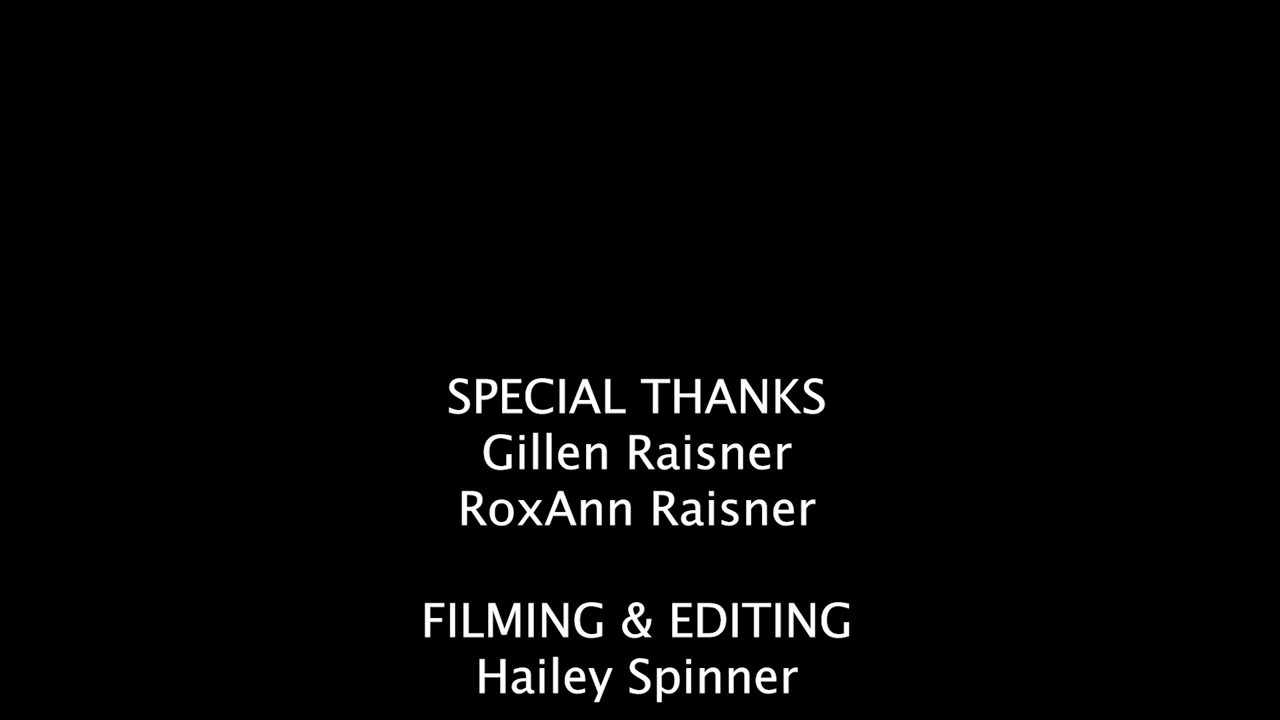 SPECIAL THANKS
Gillen Raisner
RoxAnn Raisner
FILMING & EDITING
Hailey Spinner